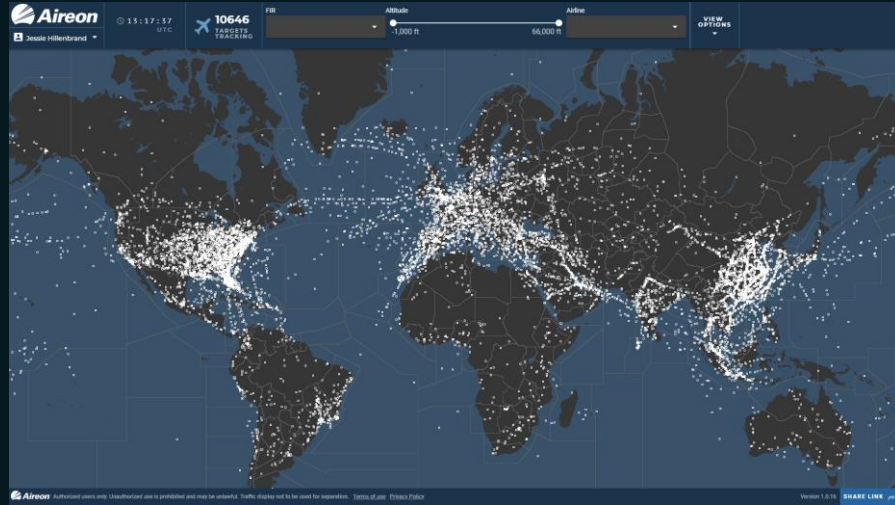 Aireon
Jessie Hillenbrand
13:17:37
UTC
10646
TARGETS
TRACKING
FIR
Altitude
-1,000 ft
66,000 ft
Airline
VIEW
OPTIONS
Aireon Authorized users only. Unauthorized use is prohibited and may be unlawful. Traffic display not to be used for separation. Terms of use Privacy Policy
Version 1.0.16
SHARE LINK